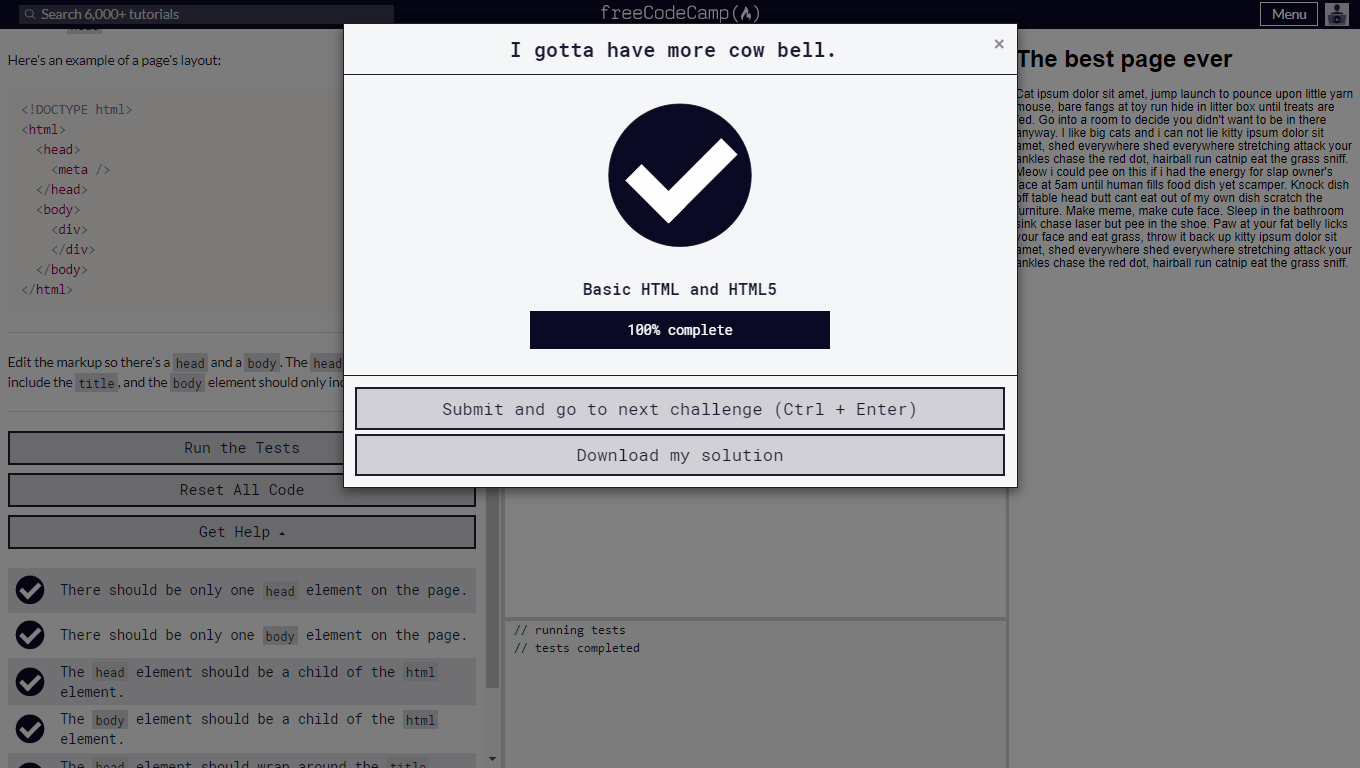 Search 6,000+ tutorials
freeCodeCamp
Menu
Here's an example of a page's layout:
<!DOCTYPE html>
<html>
<head>
<meta />
</head>
<body>
<div>
</div>
</body>
</html>
Edit the markup so there's a head and a body. The head
include the title, and the body element should only
Run the Tests
Reset All Code
Get Help
There should be only one head element on the page.
There should be only one body element on the page.
The head element should be a child of the html
element.
The body element should be a child of the html
element.
The head element should wrap around the title
I gotta have more cow bell.
×
Basic HTML and HTML5
100% complete
Submit and go to next challenge (Ctrl + Enter)
Download my solution
// running tests
// tests completed
The best page ever
Cat ipsum dolor sit amet, jump launch to pounce upon little yarn
mouse, bare fangs at toy run hide in litter box until treats are
fed. Go into a room to decide you didn't want to be in there
anyway. I like big cats and i can not lie kitty ipsum dolor sit
amet, shed everywhere shed everywhere stretching attack your
ankles chase the red dot, hairball run catnip eat the grass sniff.
Meow i could pee on this if i had the energy for slap owner's
face at 5am until human fills food dish yet scamper. Knock dish
off table head butt cant eat out of my own dish scratch the
furniture. Make meme, make cute face. Sleep in the bathroom
sink chase laser but pee in the shoe. Paw at your fat belly licks
your face and eat grass, throw it back up kitty ipsum dolor sit
amet, shed everywhere shed everywhere stretching attack your
ankles chase the red dot, hairball run catnip eat the grass sniff.